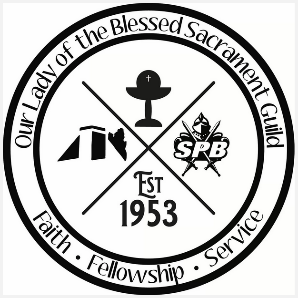 Our Lady of the Blessed Sacrament Guild
SPB
Est
1953
Faith • Fellowship • Service